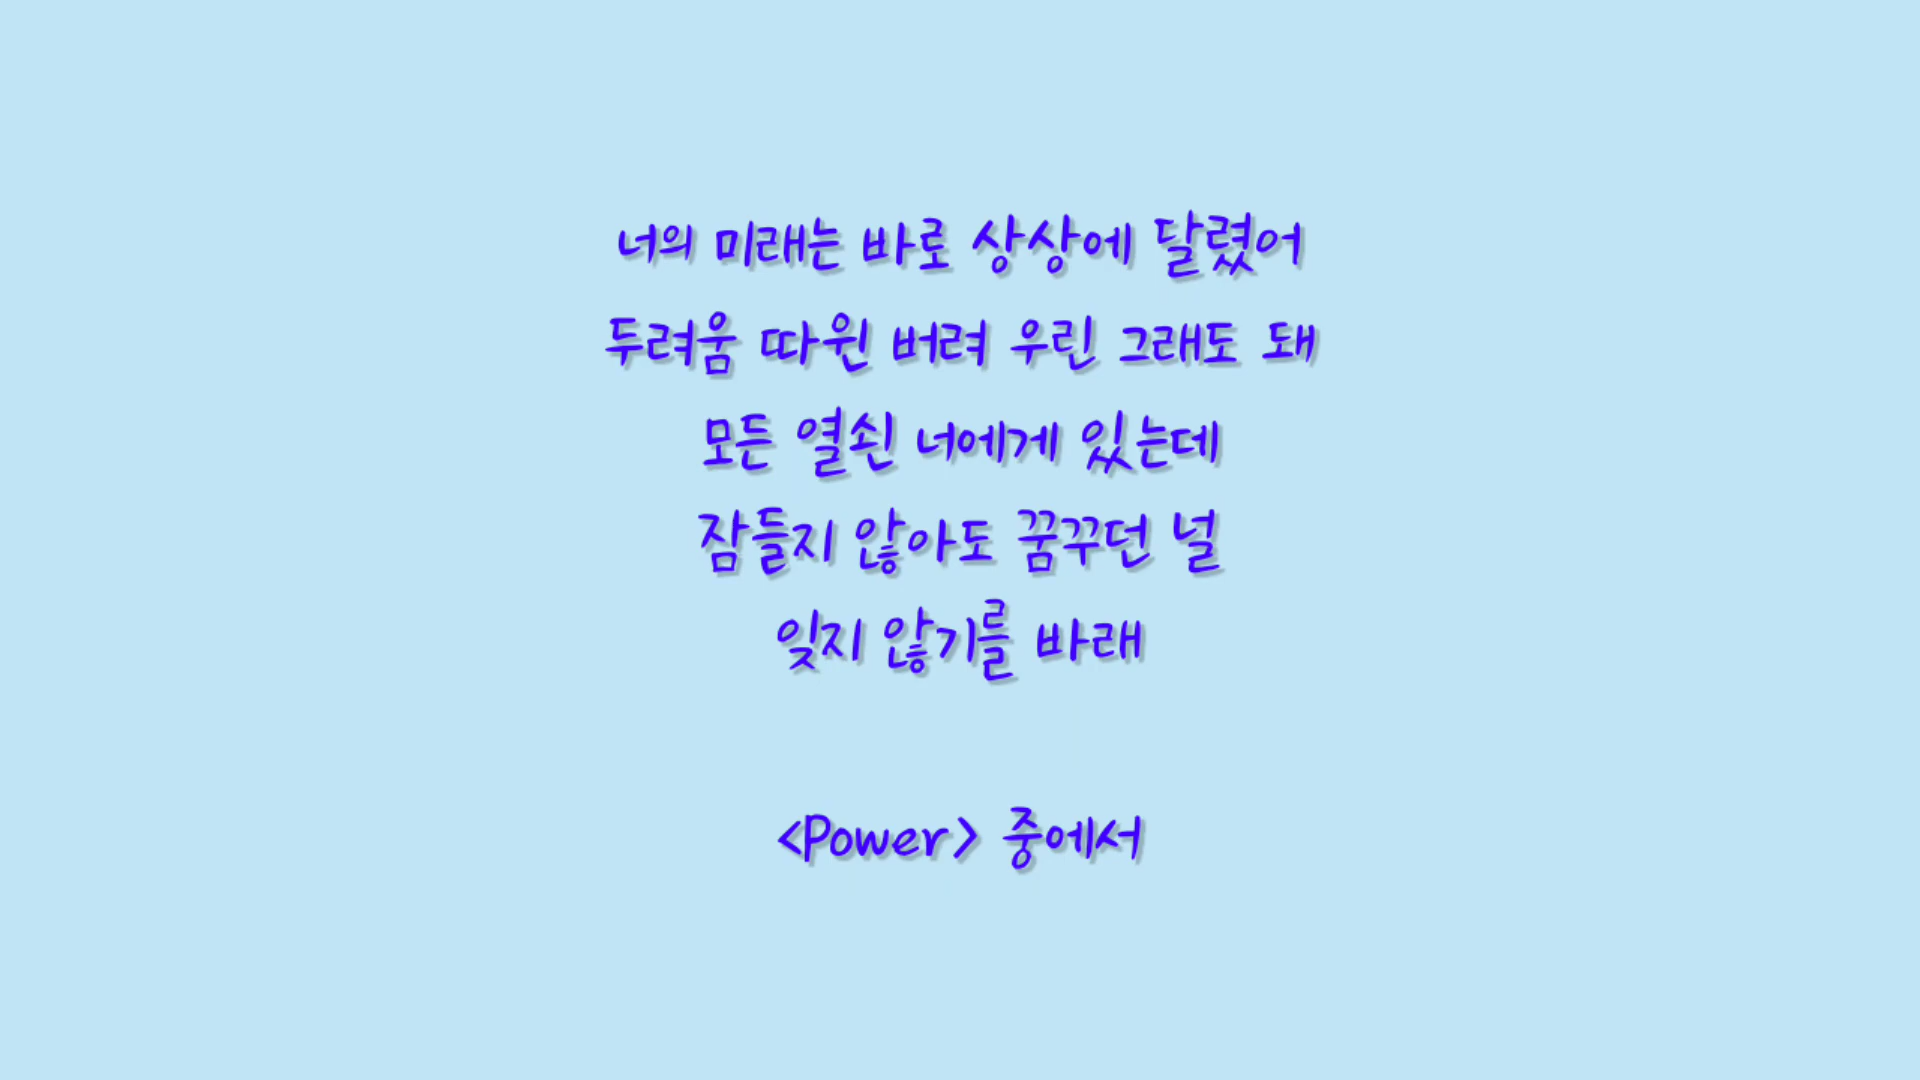 너의 미래는 바로 상상에 달렸어
두려움 따윈 버려 우린 그래도 돼
모든 열쇤 너에게 있는데
잠들지 않아도 꿈꾸던 널
잊지 않기를 바래
<Power> 중에서